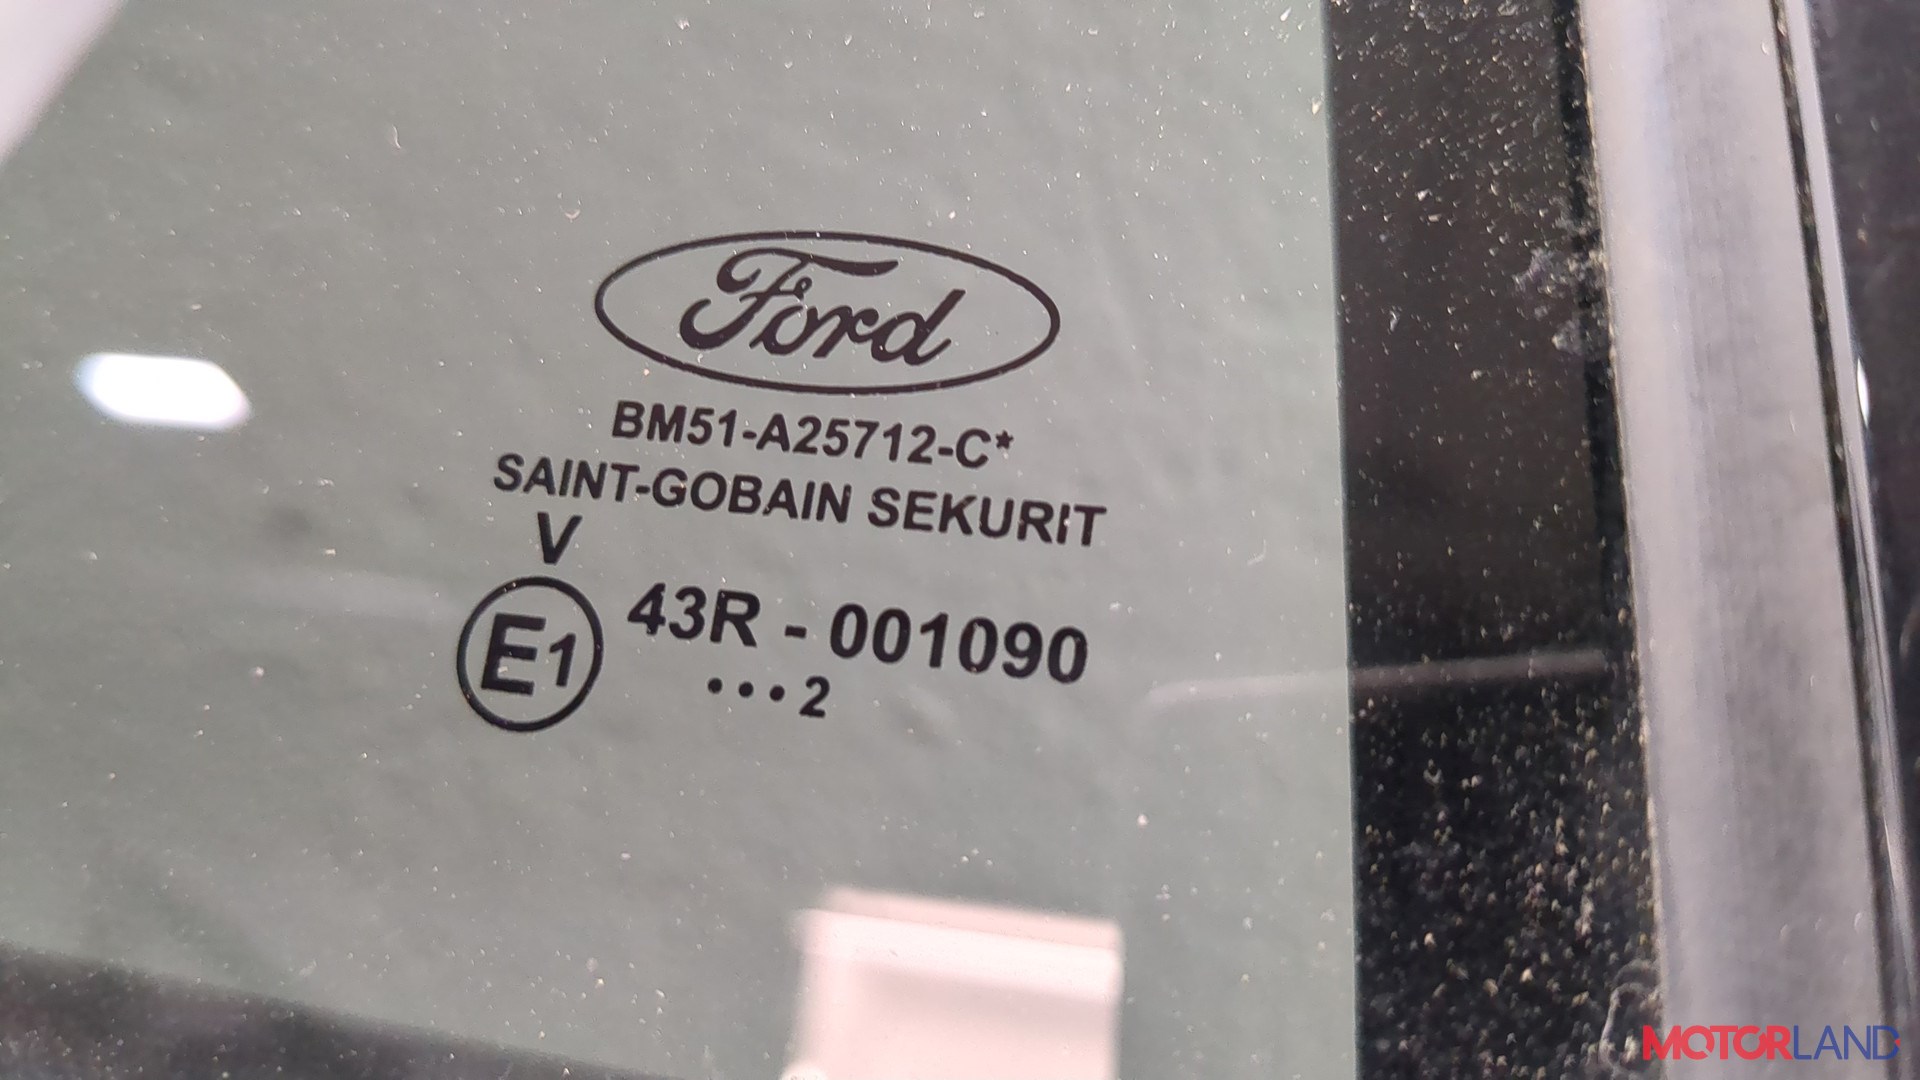 Ford
BM51-A25712-C*
SAINT-GOBAIN SEKURIT
V
E1 43R - 001090
•••2
MOTORLAND